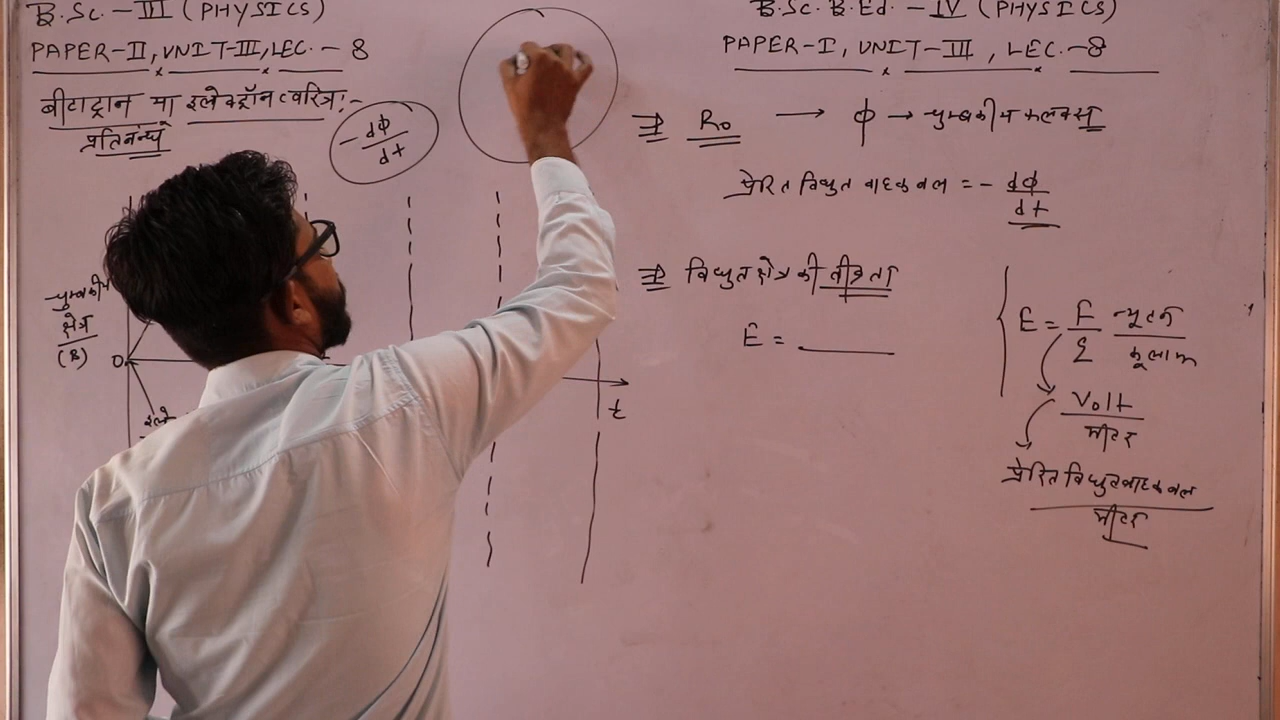 B.Sc. - III (PHYSICS)
PAPER-II, UNIT-III, LEC. - 8
बीटाट्रान या इलेक्ट्रॉन त्वरित्र :-
प्रतिबन्ध
- dΦ/dt
चुम्बकीय
क्षेत्र
(B)
O
इले
t
B.Sc. B.Ed. - IV (PHYSICS)
PAPER-I, UNIT-III, LEC. - 8
⇒ R₀ → Φ → चुम्बकीय फ्लक्स
प्रेरित विद्युत वाहक बल = - dΦ/dt
⇒ विद्युत क्षेत्र की तीव्रता
E =
E = F/q न्यूटन/कूलाम
Volt/मीटर
प्रेरित विद्युत वाहक बल/मीटर